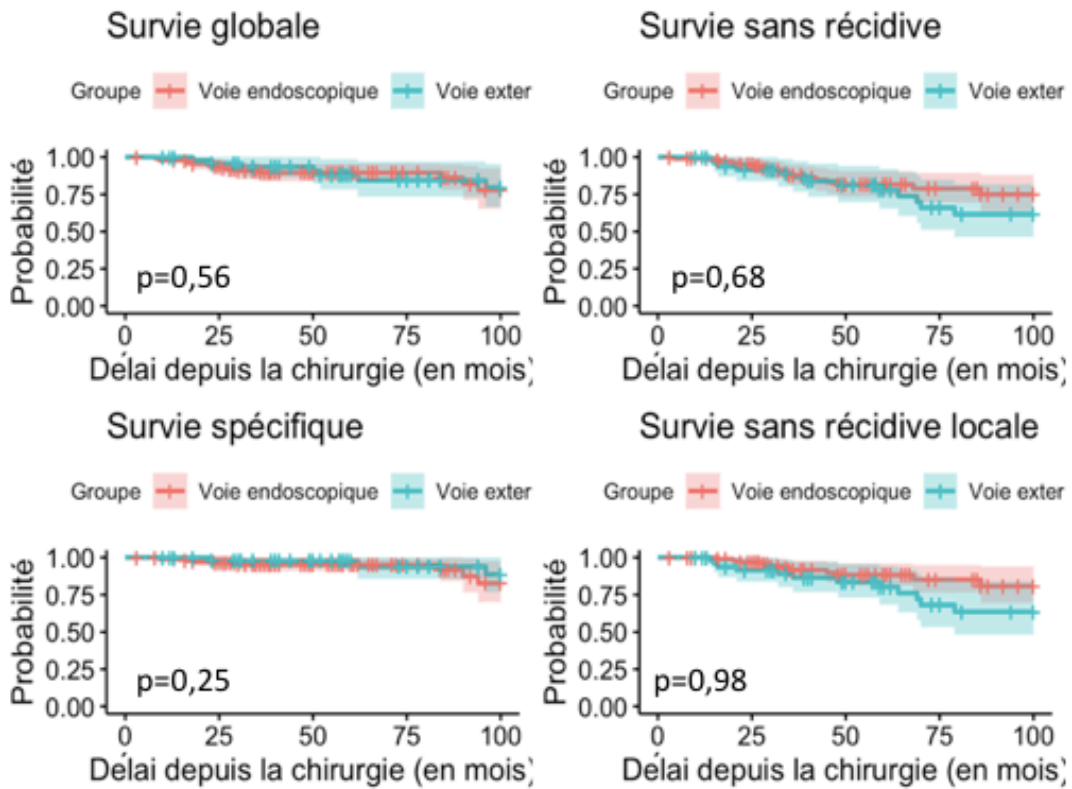 Survie globale
Groupe Voie endoscopique Voie exter
Probabilité
1.00
0.75
0.50
0.25
0.00
p=0,56
0 25 50 75 100
Délai depuis la chirurgie (en mois)
Survie sans récidive
Groupe Voie endoscopique Voie exter
Probabilité
1.00
0.75
0.50
0.25
0.00
p=0,68
0 25 50 75 100
Délai depuis la chirurgie (en mois)
Survie spécifique
Groupe Voie endoscopique Voie exter
Probabilité
1.00
0.75
0.50
0.25
0.00
p=0,25
0 25 50 75 100
Délai depuis la chirurgie (en mois)
Survie sans récidive locale
Groupe Voie endoscopique Voie exter
Probabilité
1.00
0.75
0.50
0.25
0.00
p=0,98
0 25 50 75 100
Délai depuis la chirurgie (en mois)